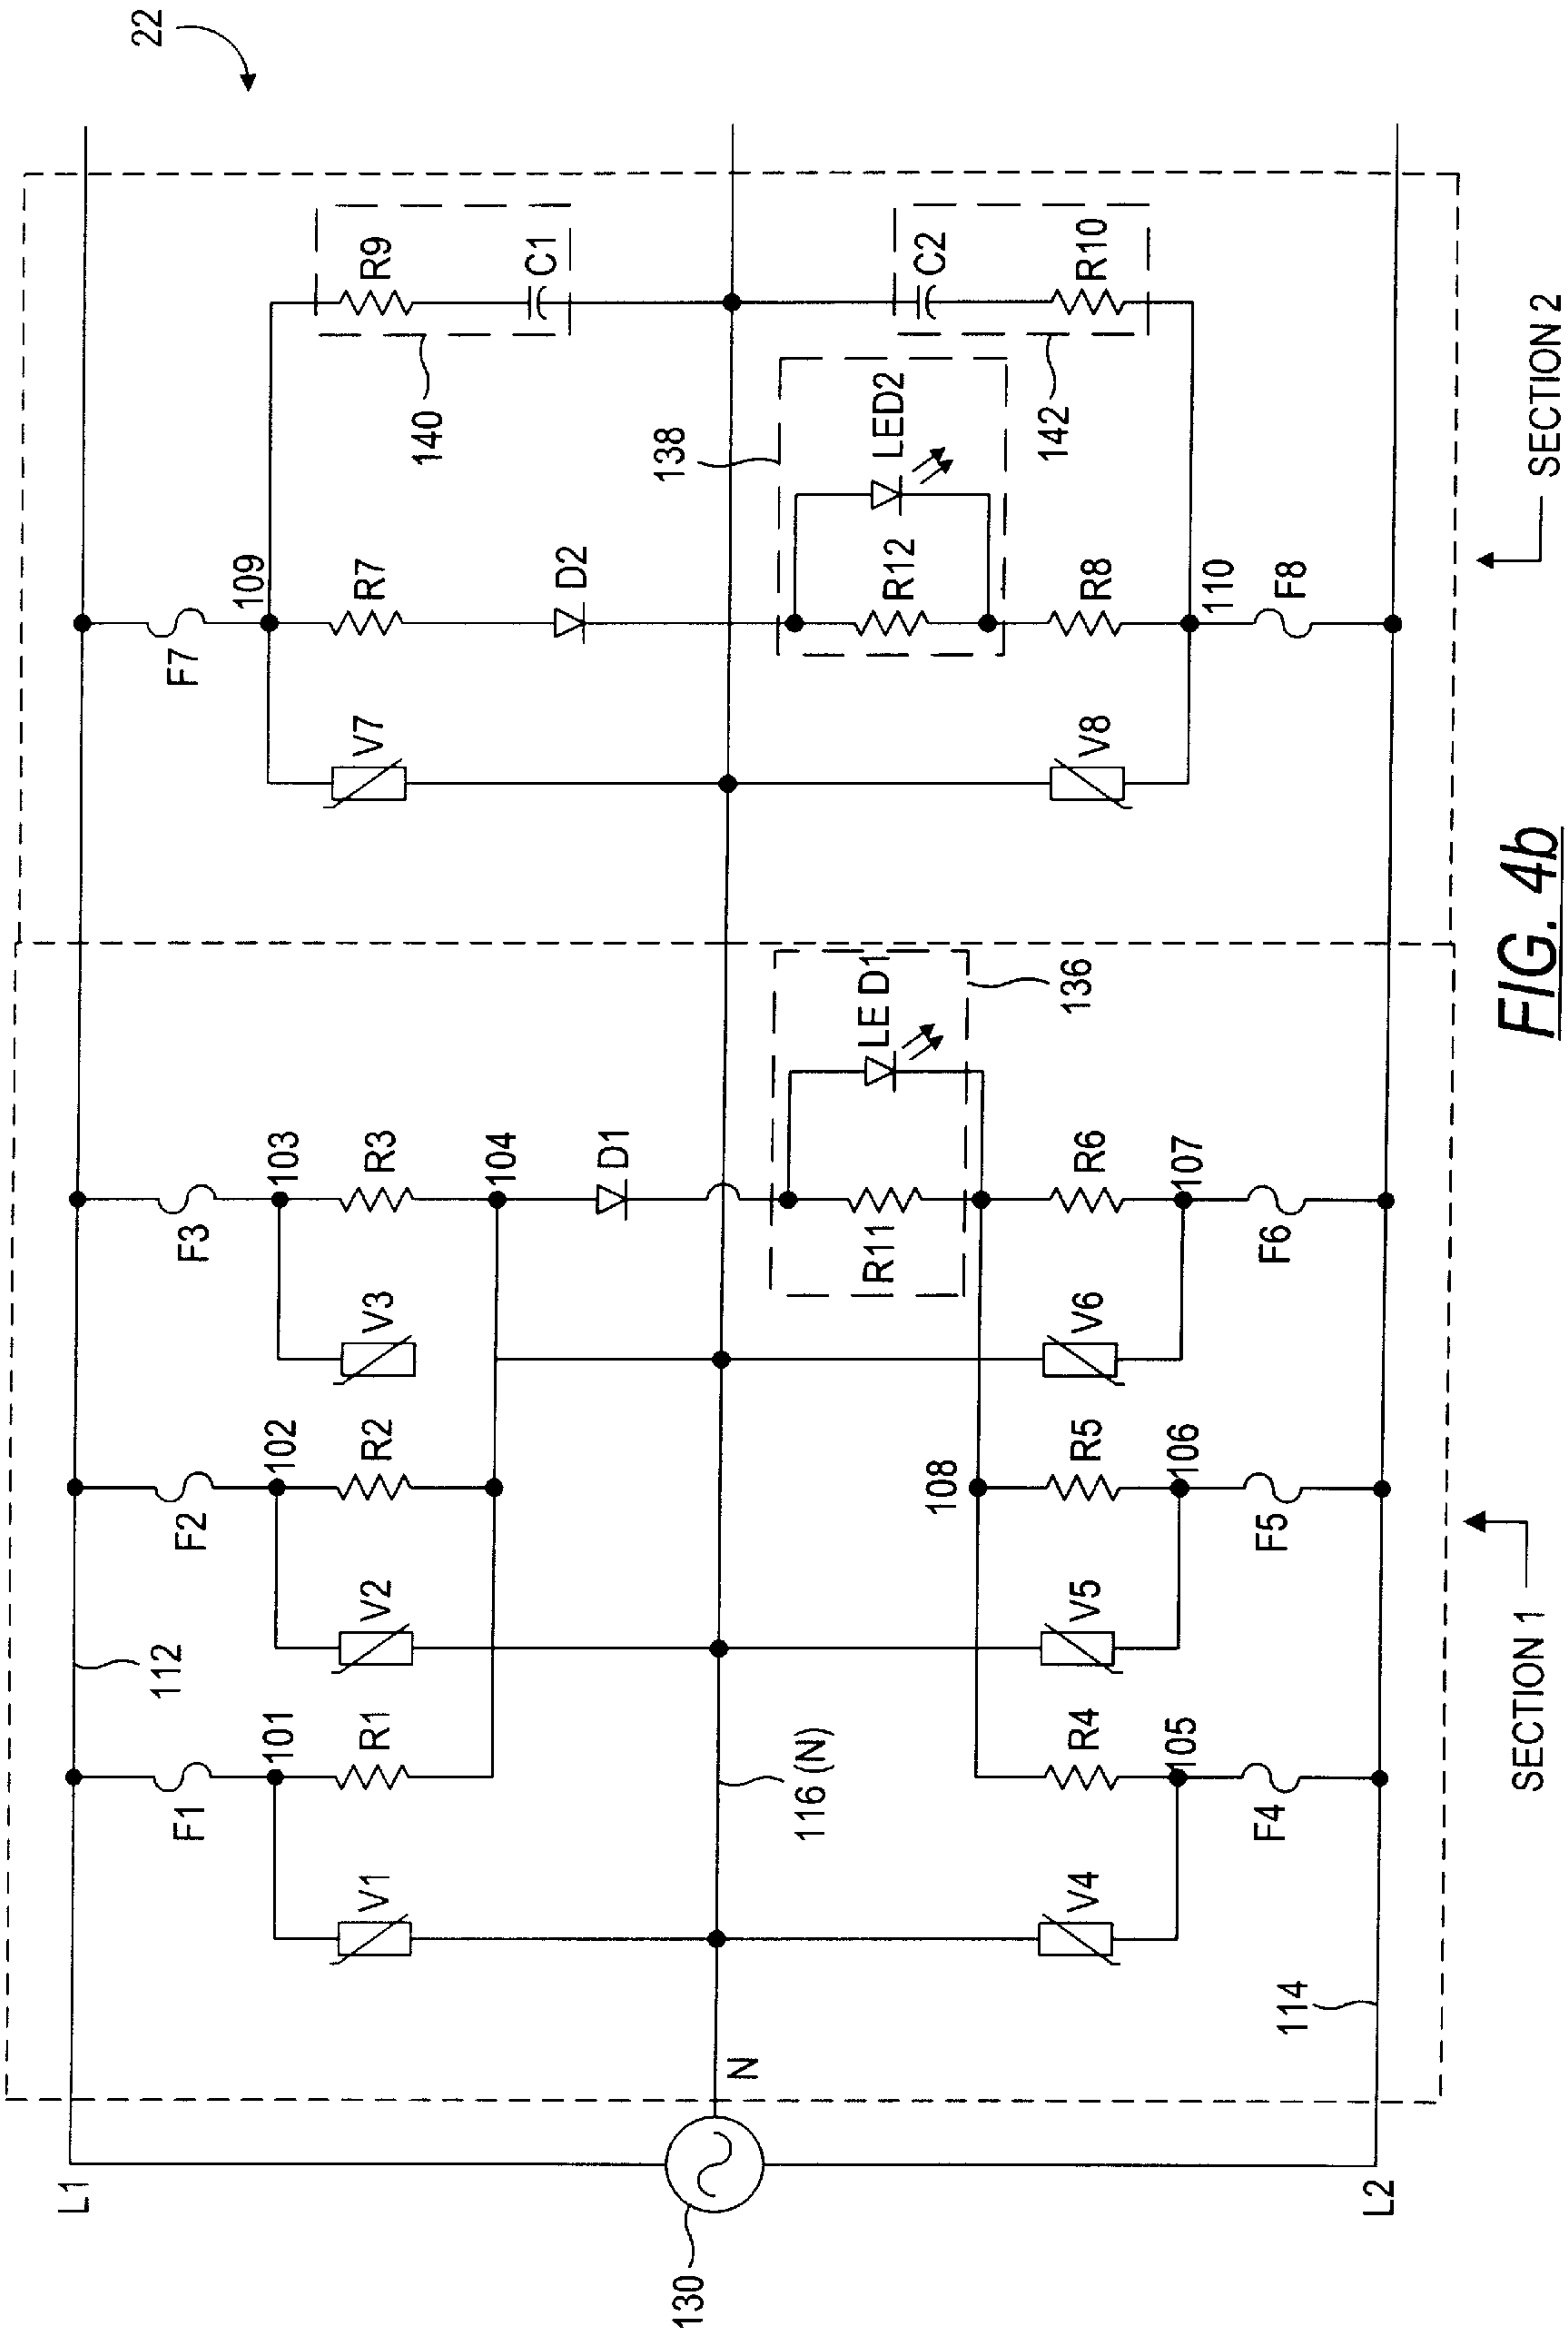 22
L1
L2
N
130
112
114
116 (N)
F1
101
R1
V1
F2
102
R2
V2
F3
103
R3
V3
104
D1
LE D1
R11
136
108
R4
V4
105
F4
R5
V5
106
F5
R6
V6
107
F6
F7
109
R7
V7
D2
R9
C1
140
138
LED2
R12
R8
V8
110
F8
C2
R10
142
SECTION 1
SECTION 2
FIG. 4b